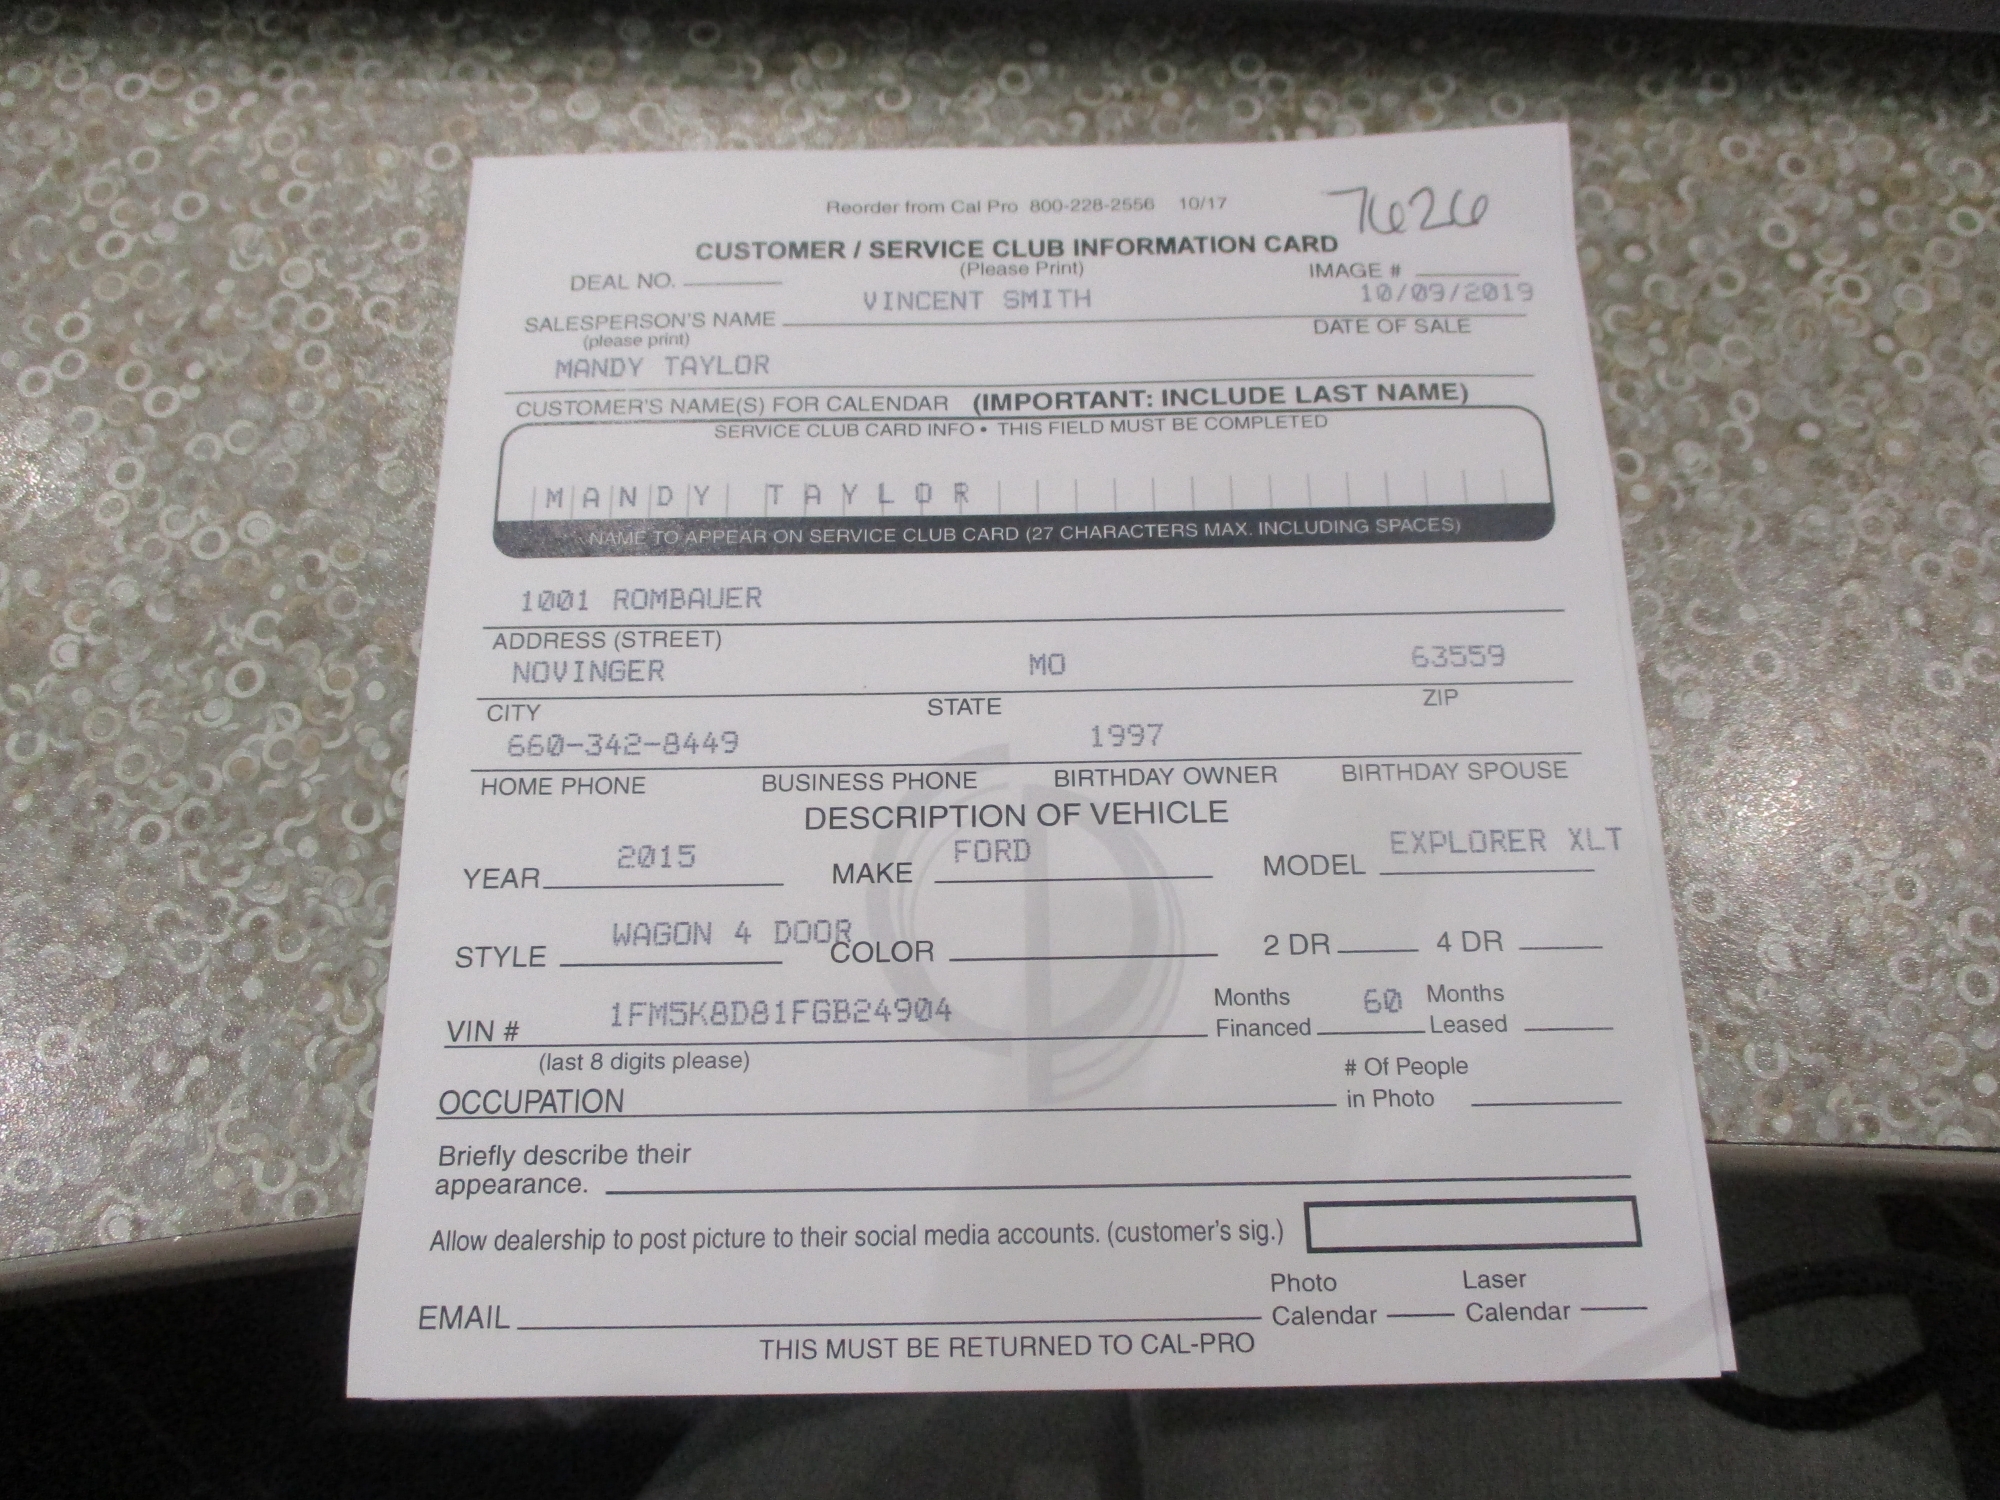 Reorder from Cal Pro 800-228-2556 10/17
7626
CUSTOMER / SERVICE CLUB INFORMATION CARD
(Please Print)
DEAL NO.
IMAGE #
VINCENT SMITH 10/09/2019
SALESPERSON'S NAME DATE OF SALE
(please print)
MANDY TAYLOR
CUSTOMER'S NAME(S) FOR CALENDAR (IMPORTANT: INCLUDE LAST NAME)
SERVICE CLUB CARD INFO • THIS FIELD MUST BE COMPLETED
MANDY TAYLOR
NAME TO APPEAR ON SERVICE CLUB CARD (27 CHARACTERS MAX. INCLUDING SPACES)
1001 ROMBAUER
ADDRESS (STREET)
NOVINGER MO 63559
CITY STATE ZIP
660-342-8449 1997
HOME PHONE BUSINESS PHONE BIRTHDAY OWNER BIRTHDAY SPOUSE
DESCRIPTION OF VEHICLE
YEAR 2015 MAKE FORD MODEL EXPLORER XLT
STYLE WAGON 4 DOOR COLOR 2 DR 4 DR
VIN # 1FM5K8D81FGB24904
(last 8 digits please)
Months Financed 60 Months Leased
OCCUPATION
# Of People in Photo
Briefly describe their
appearance.
Allow dealership to post picture to their social media accounts. (customer's sig.)
EMAIL
Photo Calendar Laser Calendar
THIS MUST BE RETURNED TO CAL-PRO